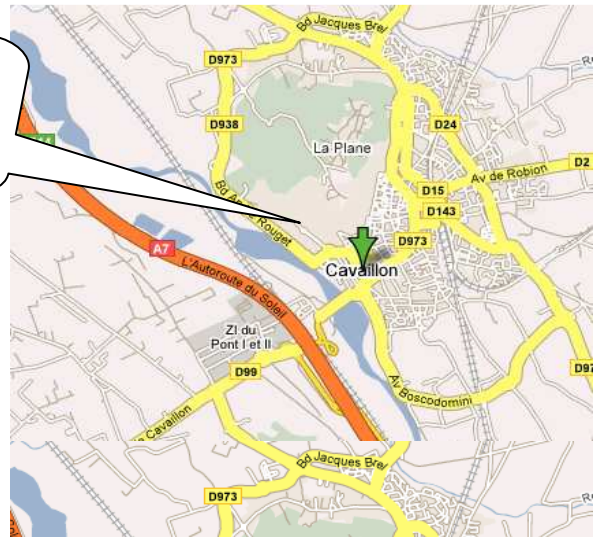 Bd Jacques Brel
D973
D938
D24
La Plane
D2
Av de Robion
D15
D143
Bd A
Rouget
D973
A7
L'Autoroute du Soleil
Cavaillon
ZI du
Pont I et II
D99
D97
Av Boscodomini
Cavaillon
Bd Jacques Brel
D973